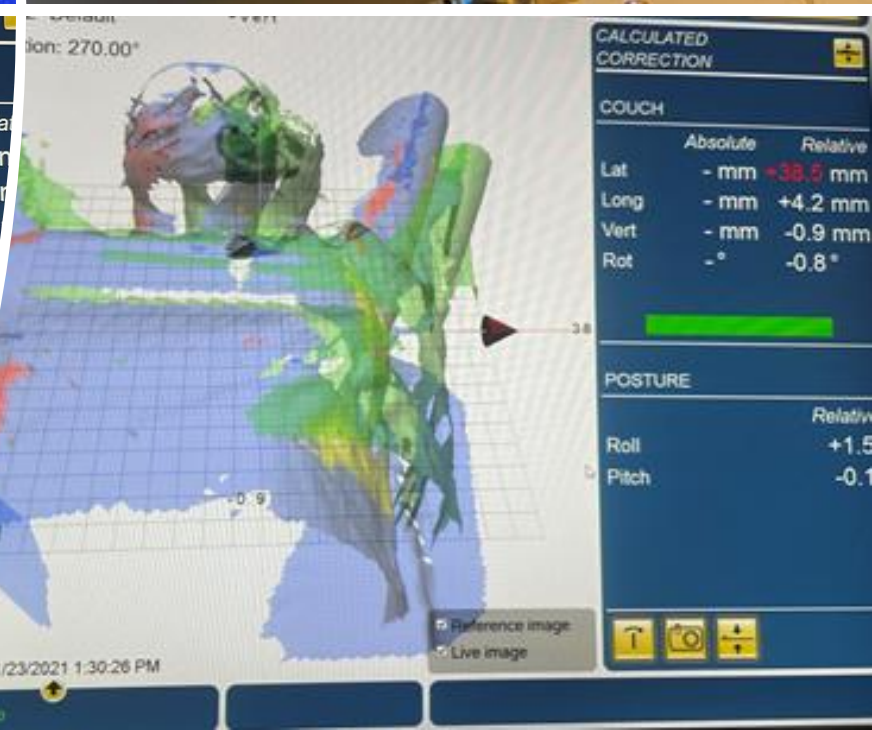 Default -Vert
270.00°
CALCULATED
CORRECTION
COUCH
Absolute Relative
Lat - mm +38.5 mm
Long - mm +4.2 mm
Vert - mm -0.9 mm
Rot -° -0.8°
38
POSTURE
Relative
Roll +1.5
Pitch -0.1
-0.9
Reference image
Live image
/23/2021 1:30:26 PM